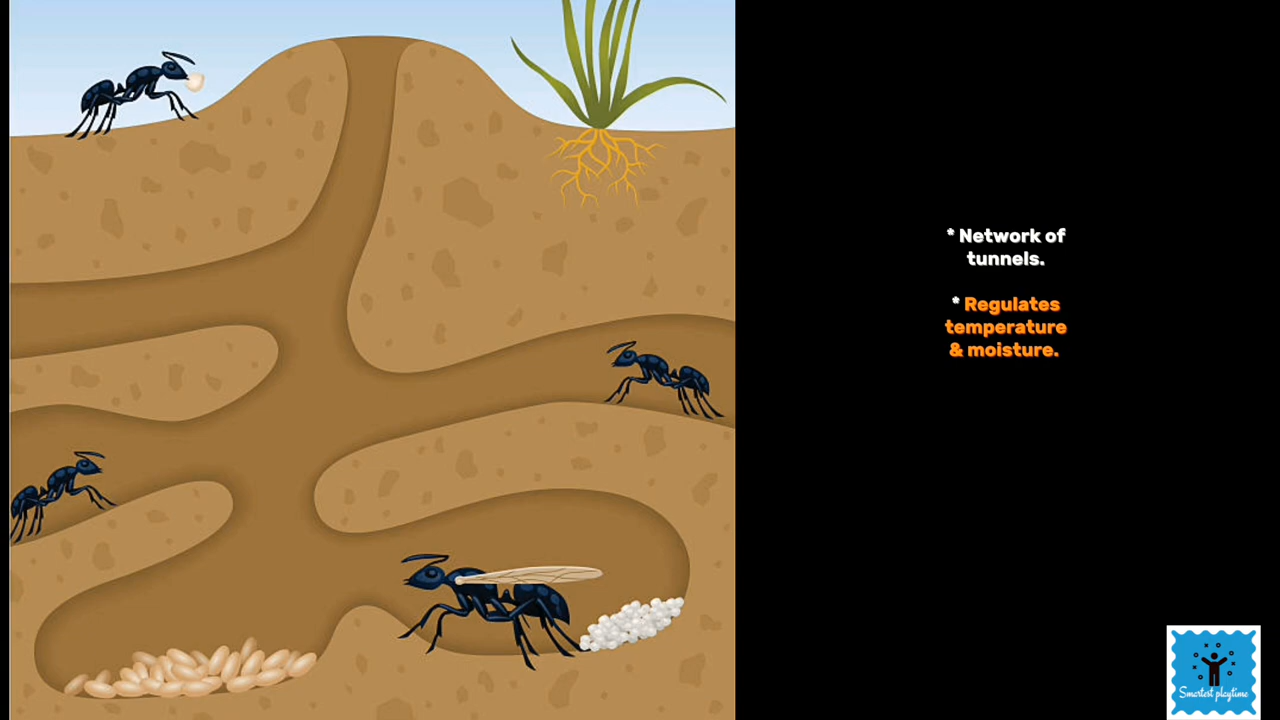 * Network of
tunnels.
* Regulates
temperature
& moisture.
Smartest playtime